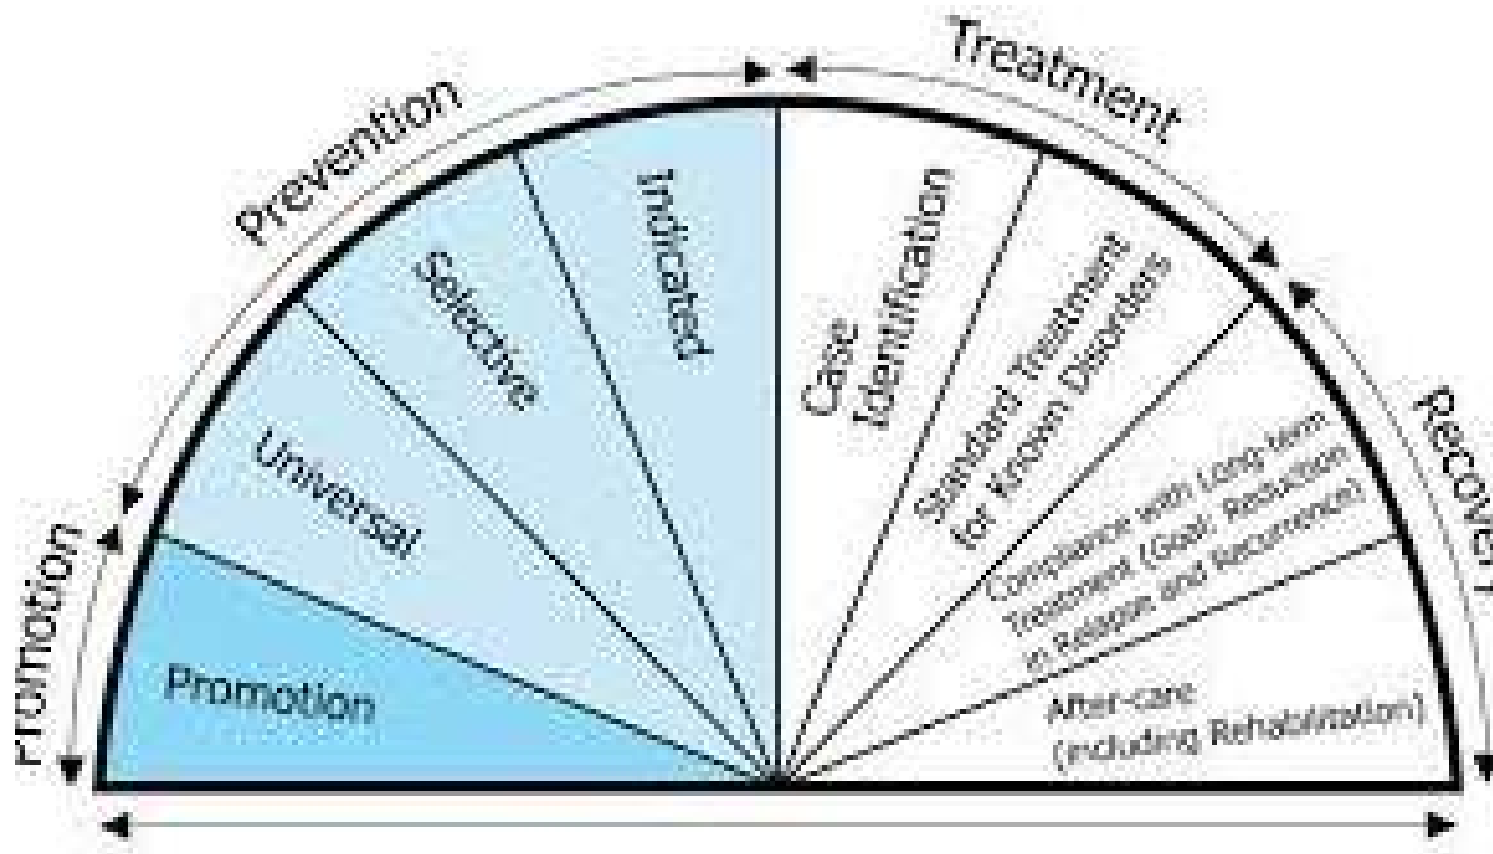 Promotion
Prevention
Treatment
Recovery
Promotion
Universal
Selective
Indicated
Case
Identification
Standard Treatment
for Known Disorders
Compliance with Long-term
Treatment (Goal: Reduction
in Relapse and Recurrence)
After-care
(including Rehabilitation)